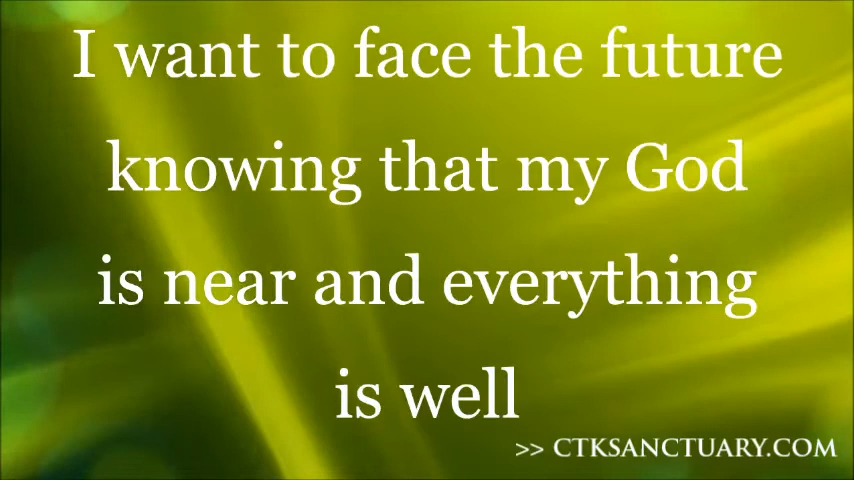 I want to face the future
knowing that my God
is near and everything
is well
>> CTKSANCTUARY.COM